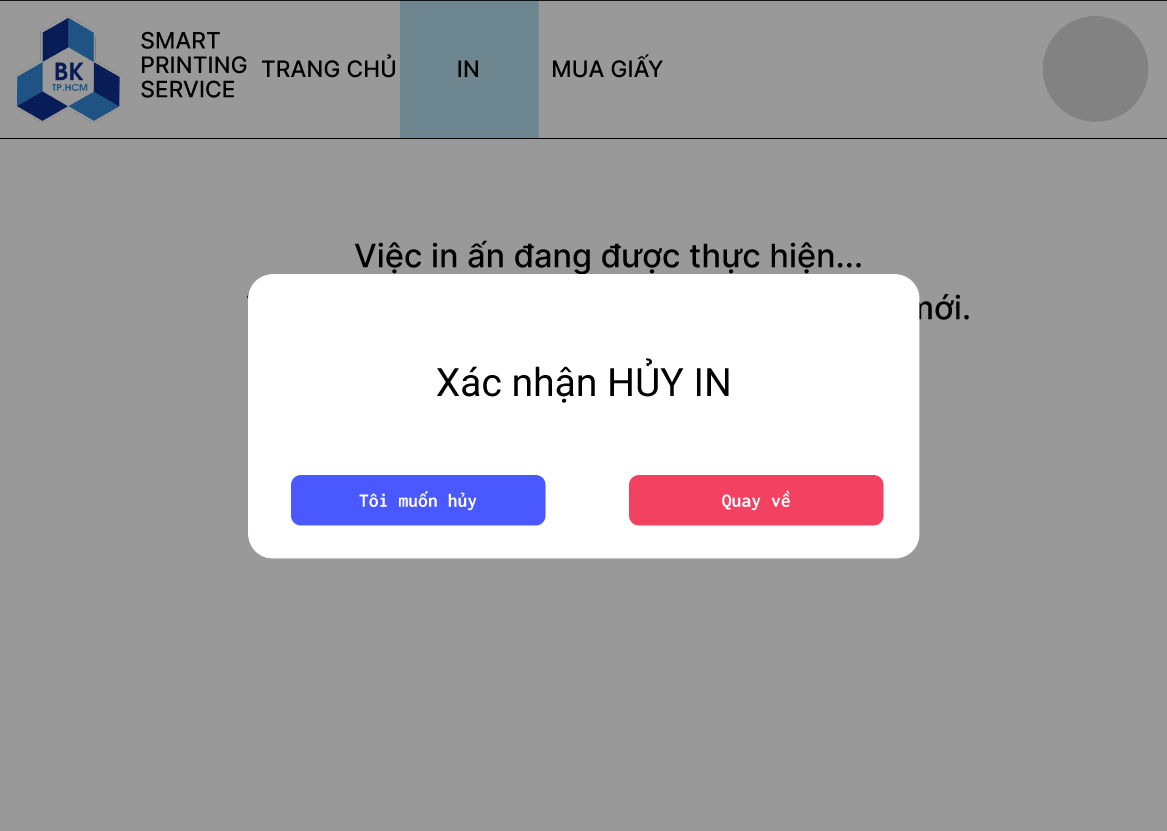 BK
TP.HCM
SMART
PRINTING
SERVICE
TRANG CHỦ
IN
MUA GIẤY
Việc in ấn đang được thực hiện...
mới.
Xác nhận HỦY IN
Tôi muốn hủy
Quay về